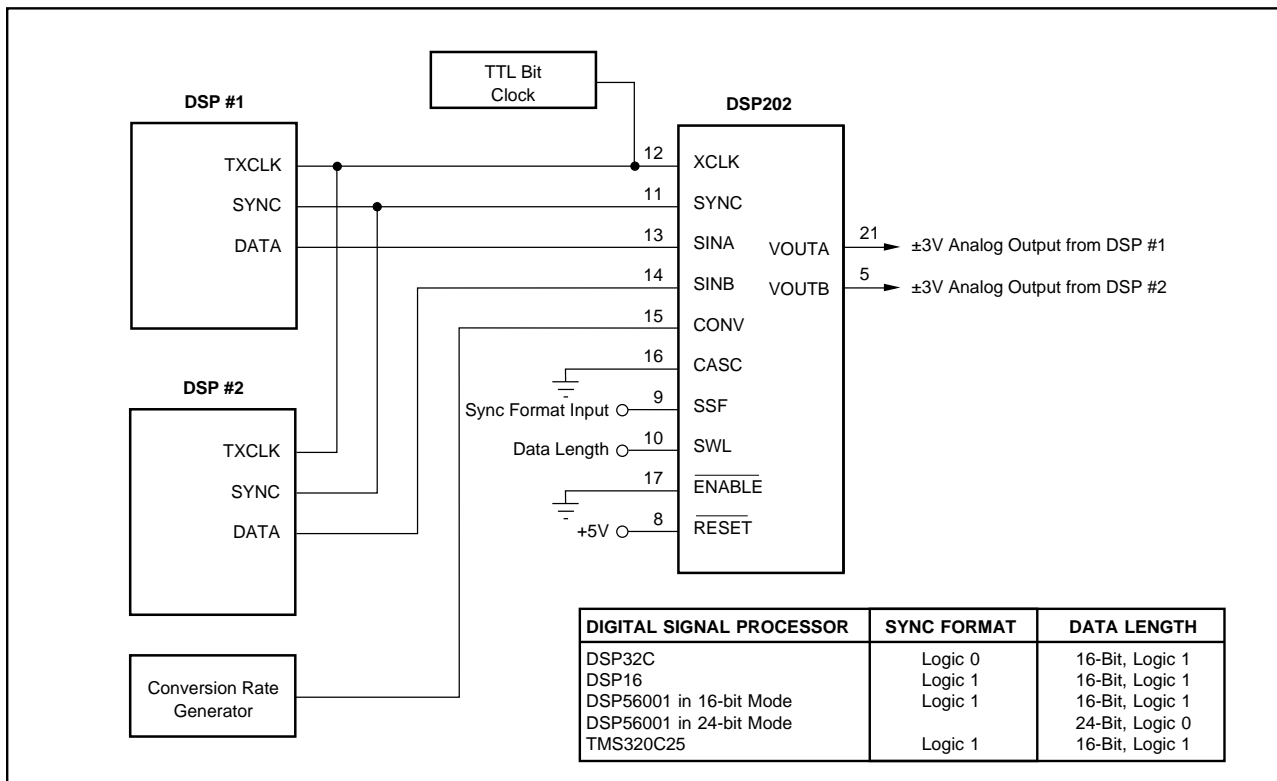 TTL Bit
Clock
DSP #1
TXCLK
SYNC
DATA
DSP202
12
11
13
14
15
16
9
10
17
8
XCLK
SYNC
SINA
SINB
CONV
CASC
SSF
SWL
ENABLE
RESET
VOUTA
VOUTB
21
5
±3V Analog Output from DSP #1
±3V Analog Output from DSP #2
Sync Format Input
Data Length
+5V
DSP #2
TXCLK
SYNC
DATA
Conversion Rate
Generator
DIGITAL SIGNAL PROCESSOR SYNC FORMAT DATA LENGTH
DSP32C Logic 0 16-Bit, Logic 1
DSP16 Logic 1 16-Bit, Logic 1
DSP56001 in 16-bit Mode Logic 1 16-Bit, Logic 1
DSP56001 in 24-bit Mode 24-Bit, Logic 0
TMS320C25 Logic 1 16-Bit, Logic 1